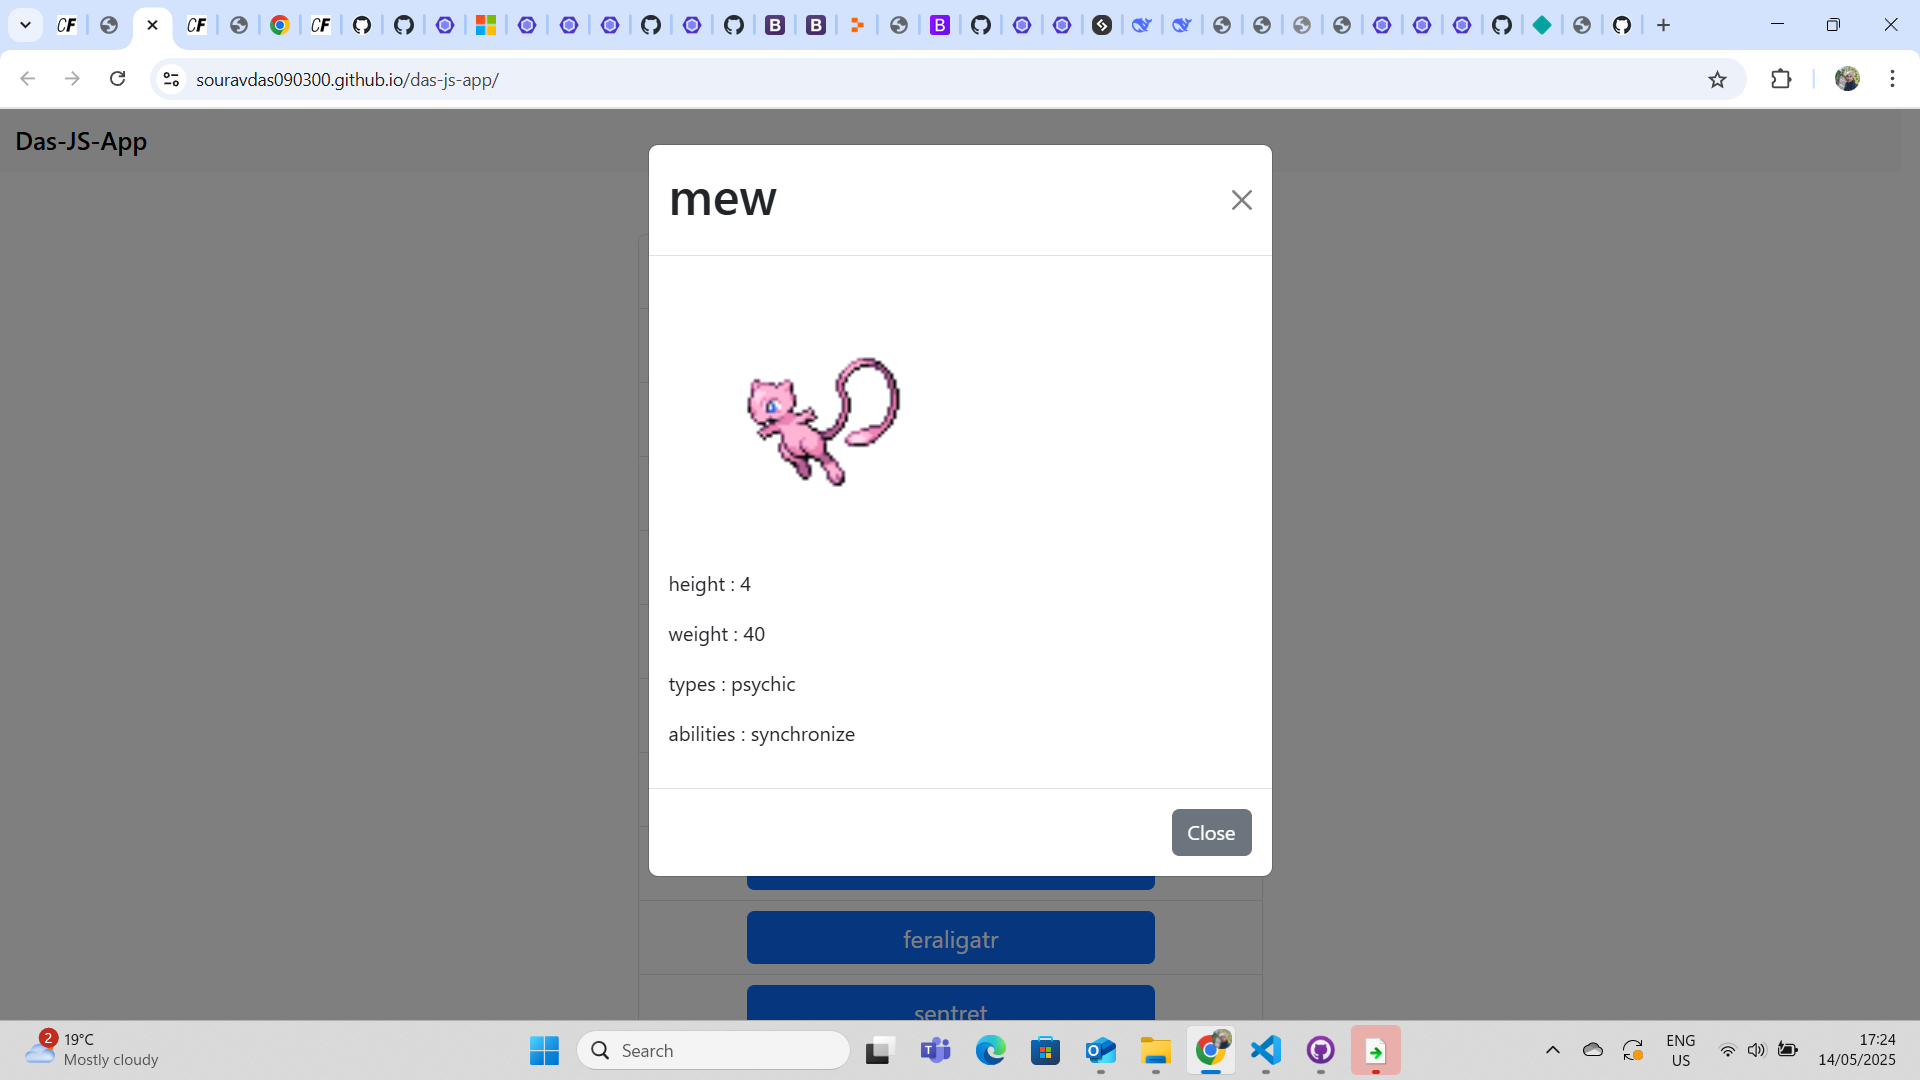 CF
CF
CF
B
B
B
souravdas090300.github.io/das-js-app/
Das-JS-App
mew
height : 4
weight : 40
types : psychic
abilities : synchronize
Close
feraligatr
sentret
2
19°C
Mostly cloudy
Search
ENG
US
17:24
14/05/2025